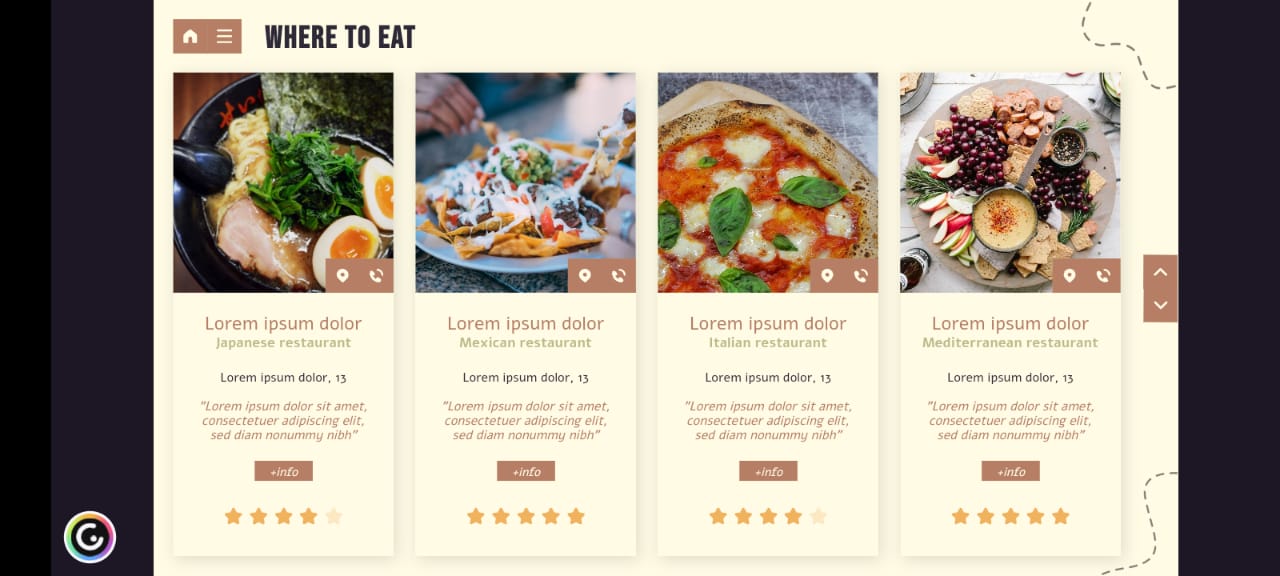 WHERE TO EAT
Lorem ipsum dolor
Japanese restaurant
Lorem ipsum dolor, 13
"Lorem ipsum dolor sit amet,
consectetuer adipiscing elit,
sed diam nonummy nibh"
+info
Lorem ipsum dolor
Mexican restaurant
Lorem ipsum dolor, 13
"Lorem ipsum dolor sit amet,
consectetuer adipiscing elit,
sed diam nonummy nibh"
+info
Lorem ipsum dolor
Italian restaurant
Lorem ipsum dolor, 13
"Lorem ipsum dolor sit amet,
consectetuer adipiscing elit,
sed diam nonummy nibh"
+info
Lorem ipsum dolor
Mediterranean restaurant
Lorem ipsum dolor, 13
"Lorem ipsum dolor sit amet,
consectetuer adipiscing elit,
sed diam nonummy nibh"
+info